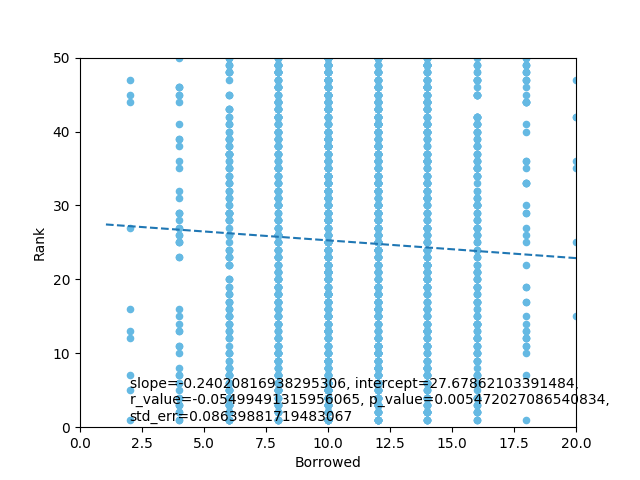 50
40
30
20
10
0
Rank
slope=-0.24020816938295306, intercept=27.67862103391484,
r_value=-0.05499491315956065, p_value=0.005472027086540834,
std_err=0.08639881719483067
0.0 2.5 5.0 7.5 10.0 12.5 15.0 17.5 20.0
Borrowed